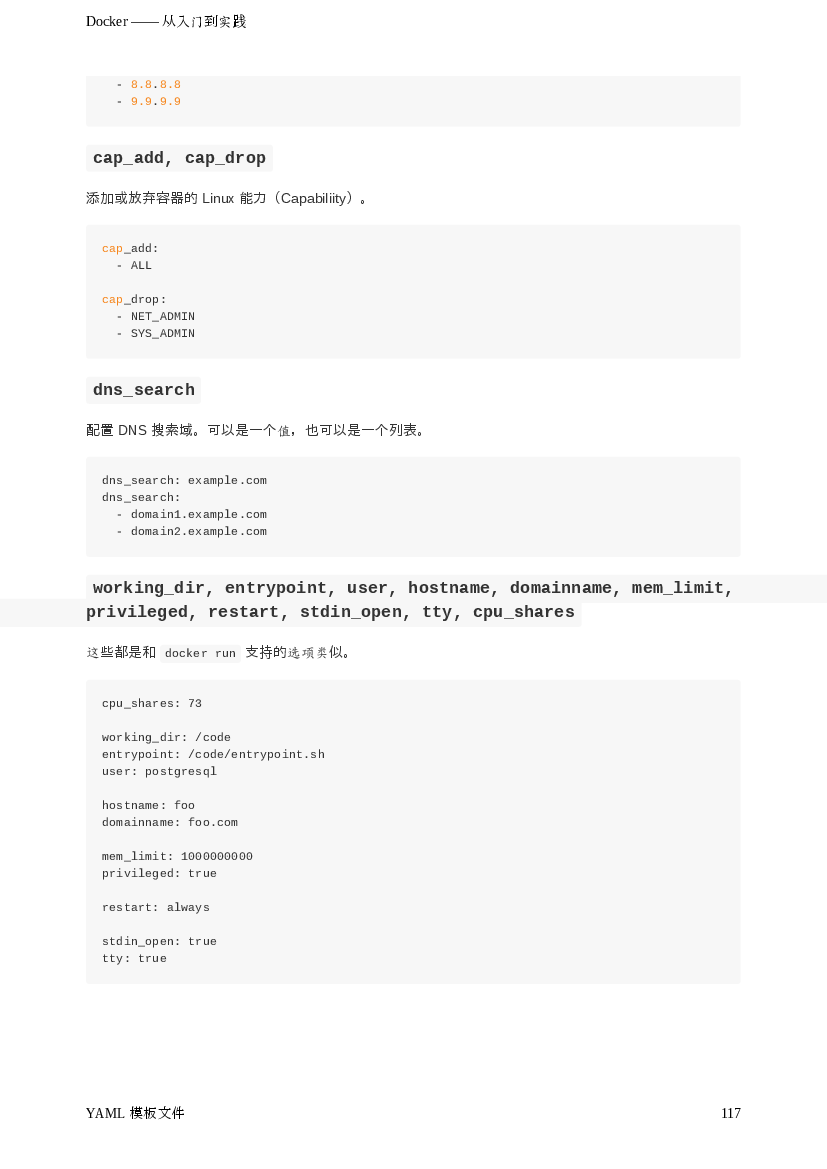 Docker —— 从入门到实践
- 8.8.8.8
- 9.9.9.9
cap_add, cap_drop
添加或放弃容器的 Linux 能力（Capabiliity）。
cap_add:
- ALL
cap_drop:
- NET_ADMIN
- SYS_ADMIN
dns_search
配置 DNS 搜索域。可以是一个值，也可以是一个列表。
dns_search: example.com
dns_search:
- domain1.example.com
- domain2.example.com
working_dir, entrypoint, user, hostname, domainname, mem_limit,
privileged, restart, stdin_open, tty, cpu_shares
这些都是和 docker run 支持的选项类似。
cpu_shares: 73
working_dir: /code
entrypoint: /code/entrypoint.sh
user: postgresql
hostname: foo
domainname: foo.com
mem_limit: 1000000000
privileged: true
restart: always
stdin_open: true
tty: true
YAML 模板文件 117